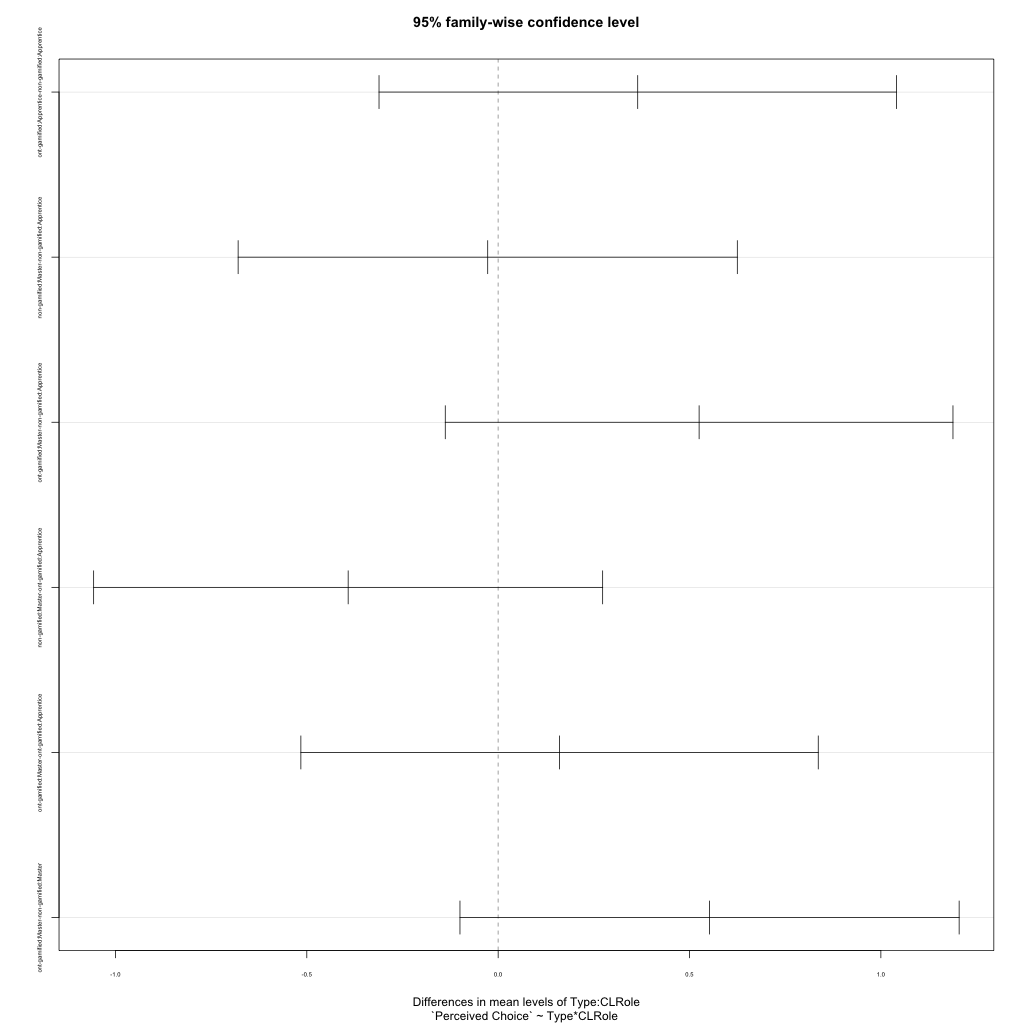 95% family-wise confidence level
ont-gamified:Apprentice-non-gamified:Apprentice
non-gamified:Master-non-gamified:Apprentice
ont-gamified:Master-non-gamified:Apprentice
non-gamified:Master-ont-gamified:Apprentice
ont-gamified:Master-ont-gamified:Apprentice
ont-gamified:Master-non-gamified:Master
-1.0 -0.5 0.0 0.5 1.0
Differences in mean levels of Type:CLRole
`Perceived Choice` ~ Type*CLRole